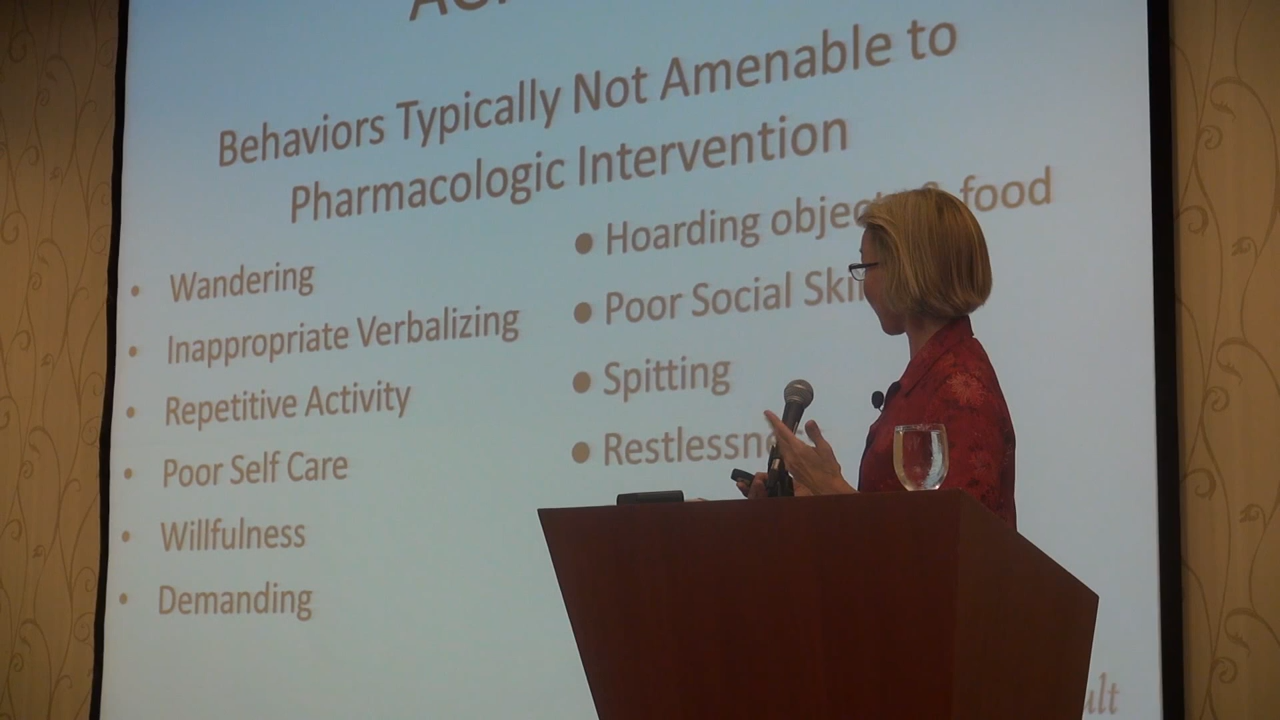 Behaviors Typically Not Amenable to
Pharmacologic Intervention
• Wandering
• Inappropriate Verbalizing
• Repetitive Activity
• Poor Self Care
• Willfulness
• Demanding
• Hoarding food
• Poor Social
• Spitting